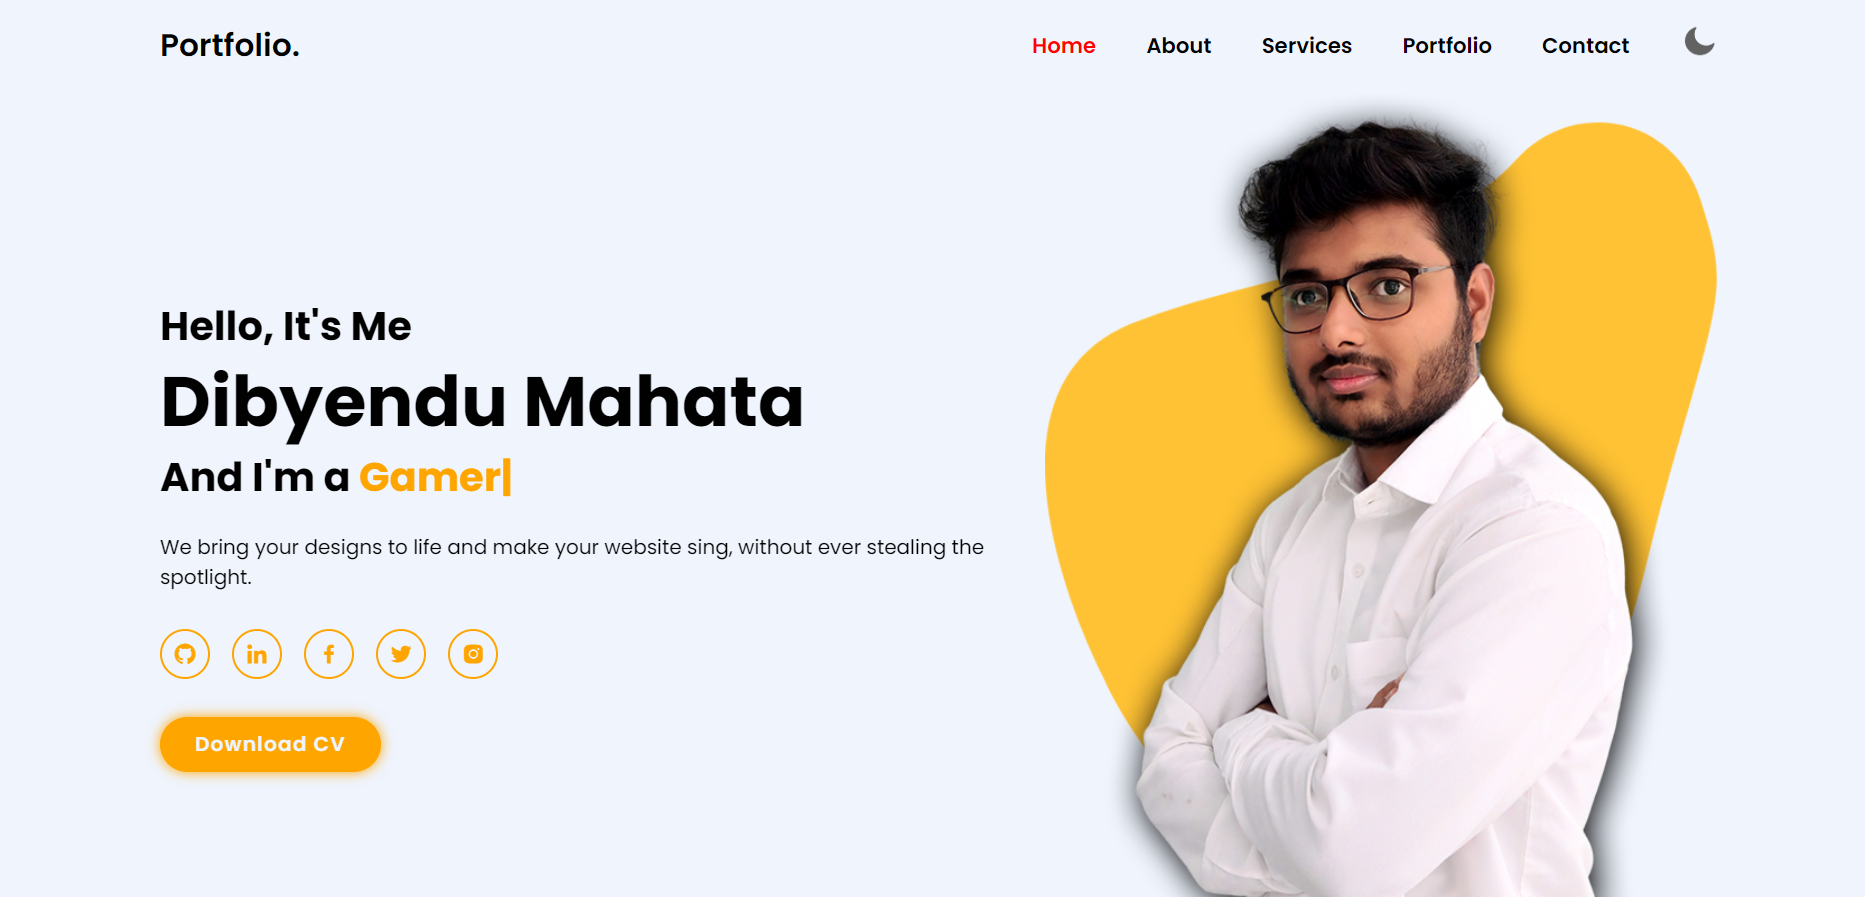 Portfolio.
Home About Services Portfolio Contact
Hello, It's Me
Dibyendu Mahata
And I'm a Gamer|
We bring your designs to life and make your website sing, without ever stealing the
spotlight.
Download CV